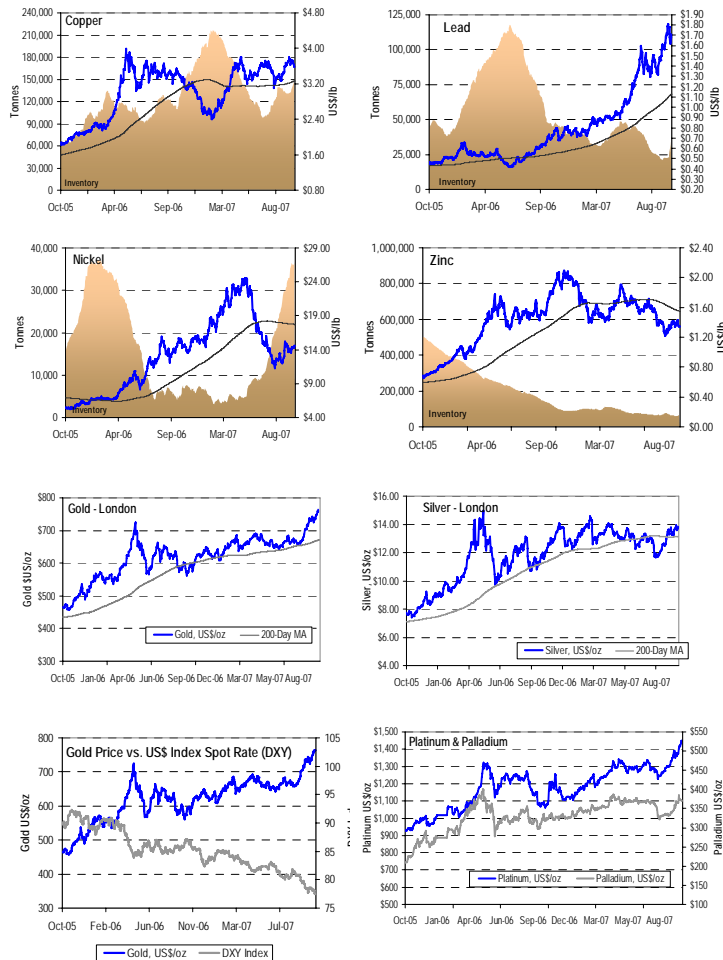 Copper
240,000
210,000
180,000
150,000
120,000
90,000
60,000
30,000
0
Tonnes
$4.80
$4.00
$3.20
$2.40
$1.60
$0.80
US$/lb
Inventory
Oct-05 Apr-06 Aug-06 Mar-07 Aug-07
Lead
125,000
100,000
75,000
50,000
25,000
0
Tonnes
$1.90
$1.80
$1.70
$1.60
$1.50
$1.40
$1.30
$1.20
$1.10
$1.00
$0.90
$0.80
$0.70
$0.60
$0.50
$0.40
$0.30
$0.20
US$/lb
Inventory
Oct-05 Apr-06 Sep-06 Mar-07 Aug-07
Nickel
40,000
30,000
20,000
10,000
0
Tonnes
$29.00
$24.00
$19.00
$14.00
$9.00
$4.00
US$/lb
Inventory
Oct-05 Apr-06 Aug-06 Mar-07 Aug-07
Zinc
1,000,000
800,000
600,000
400,000
200,000
0
Tonnes
$2.40
$2.00
$1.60
$1.20
$0.80
$0.40
$0.00
US$/lb
Inventory
Oct-05 Apr-06 Sep-06 Mar-07 Aug-07
Gold - London
$800
$700
$600
$500
$400
$300
Gold $US/oz
Gold, US$/oz 200-Day MA
Oct-05 Jan-06 Apr-06 Jun-06 Sep-06 Dec-06 Mar-07 May-07 Aug-07
Silver - London
$16.00
$14.00
$12.00
$10.00
$8.00
$6.00
$4.00
Silver, US$/oz
Silver, US$/oz 200-Day MA
Oct-05 Jan-06 Apr-06 Jun-06 Sep-06 Dec-06 Mar-07 May-07 Aug-07
Gold Price vs. US$ Index Spot Rate (DXY)
800
700
600
500
400
300
Gold US$/oz
105
100
95
90
85
80
75
Oct-05 Feb-06 Jun-06 Nov-06 Mar-07 Jul-07
Gold, US$/oz DXY Index
Platinum & Palladium
$1,500
$1,400
$1,300
$1,200
$1,100
$1,000
$900
$800
$700
$600
$500
Platinum US$/oz
$550
$500
$450
$400
$350
$300
$250
$200
$150
$100
Palladium US$/oz
Platinum, US$/oz Palladium, US$/oz
Oct-05 Jan-06 Apr-06 Jun-06 Sep-06 Dec-06 Mar-07 May-07 Aug-07